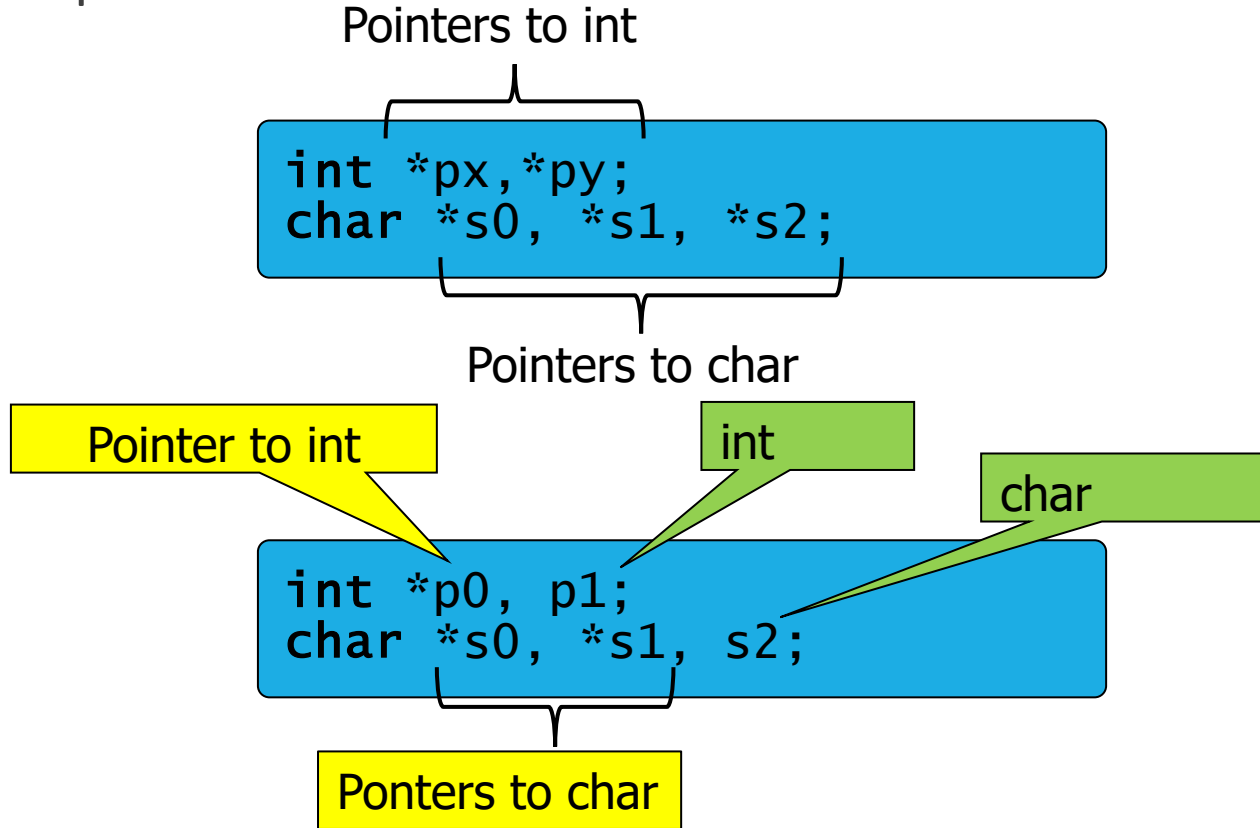 Pointers to int
int *px,*py;
char *s0, *s1, *s2;
Pointers to char
Pointer to int
int
char
int *p0, p1;
char *s0, *s1, s2;
Ponters to char